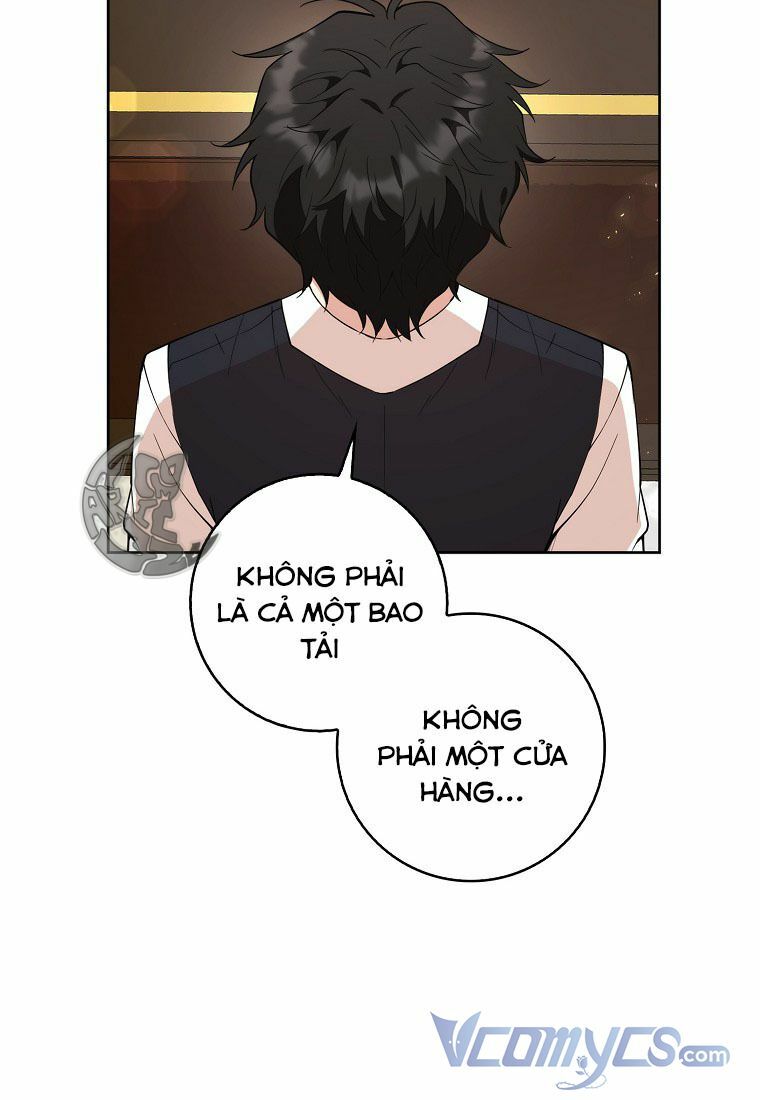 KHÔNG PHẢI
LÀ CẢ MỘT BAO
TẢI
KHÔNG
PHẢI MỘT CỬA
HÀNG...
VCOMYCS.com